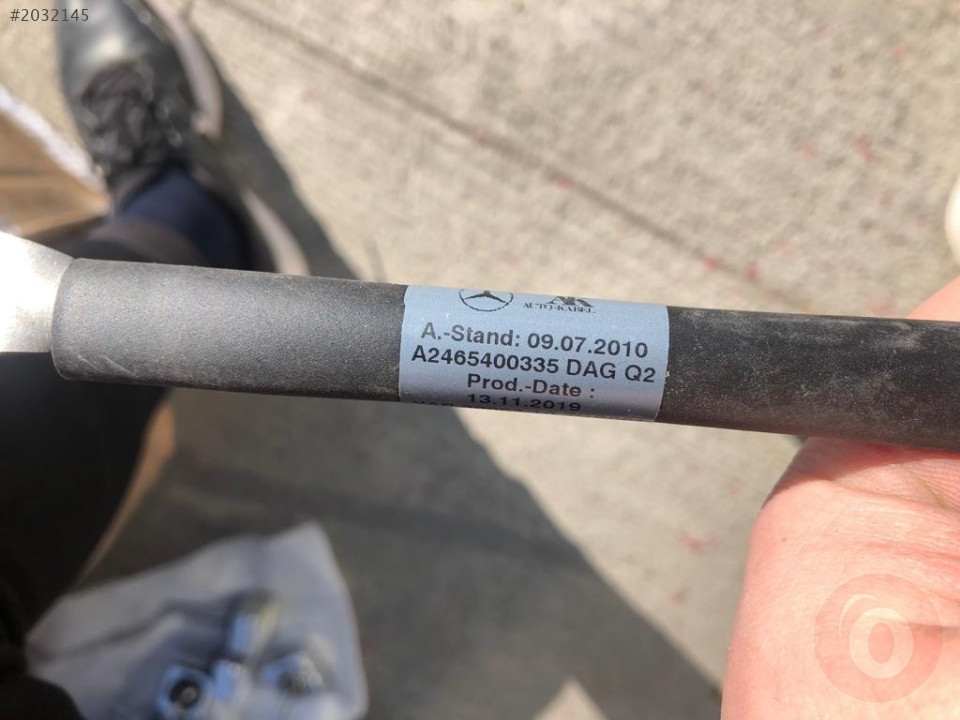 #2032145
AUTO-KABEL
A.-Stand: 09.07.2010
A2465400335 DAG Q2
Prod.-Date :
13.11.2019